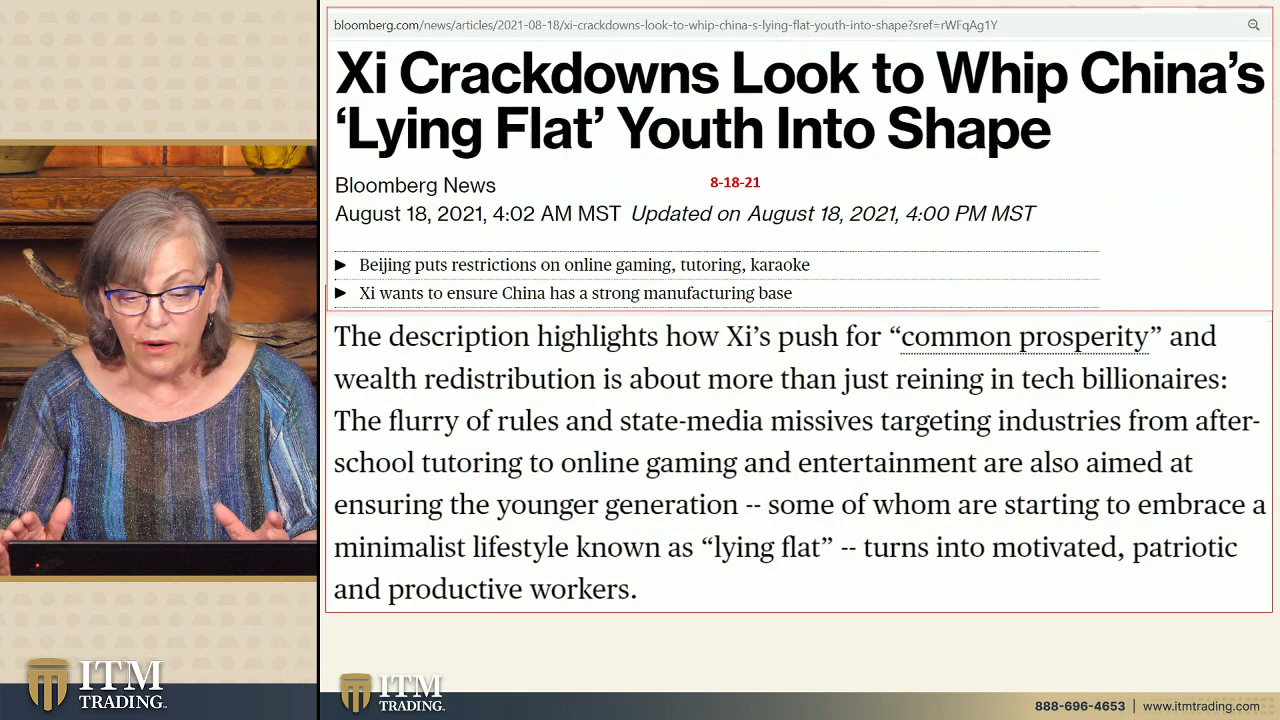 bloomberg.com/news/articles/2021-08-18/xi-crackdowns-look-to-whip-china-s-lying-flat-youth-into-shape?sref=rWFqAg1Y
Xi Crackdowns Look to Whip China’s
‘Lying Flat’ Youth Into Shape
Bloomberg News
8-18-21
August 18, 2021, 4:02 AM MST Updated on August 18, 2021, 4:00 PM MST
Beijing puts restrictions on online gaming, tutoring, karaoke
Xi wants to ensure China has a strong manufacturing base
The description highlights how Xi’s push for “common prosperity” and
wealth redistribution is about more than just reining in tech billionaires:
The flurry of rules and state-media missives targeting industries from after-
school tutoring to online gaming and entertainment are also aimed at
ensuring the younger generation -- some of whom are starting to embrace a
minimalist lifestyle known as “lying flat” -- turns into motivated, patriotic
and productive workers.
ITM
TRADING™
ITM
TRADING™
888-696-4653 | www.itmtrading.com